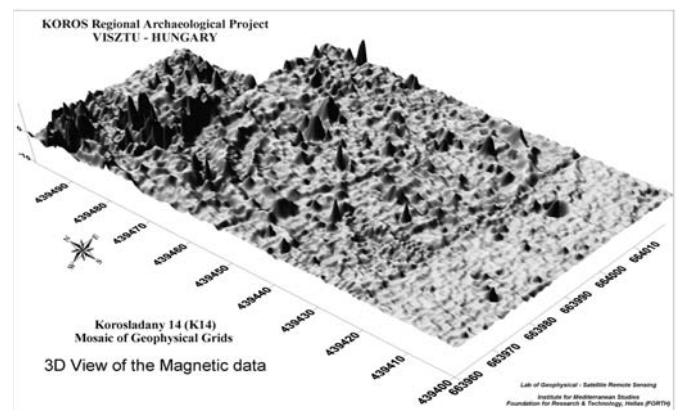 KOROS Regional Archaeological Project
VISZTU - HUNGARY
439490
439480
439470
439460
439450
439440
439430
439420
439410
439400
663960
663970
663980
663990
664000
664010
N
E
W
S
Korosladany 14 (K14)
Mosaic of Geophysical Grids
3D View of the Magnetic data
Lab of Geophysical - Satellite Remote Sensing
Institute for Mediterranean Studies
Foundation for Research & Technology, Hellas (FORTH)